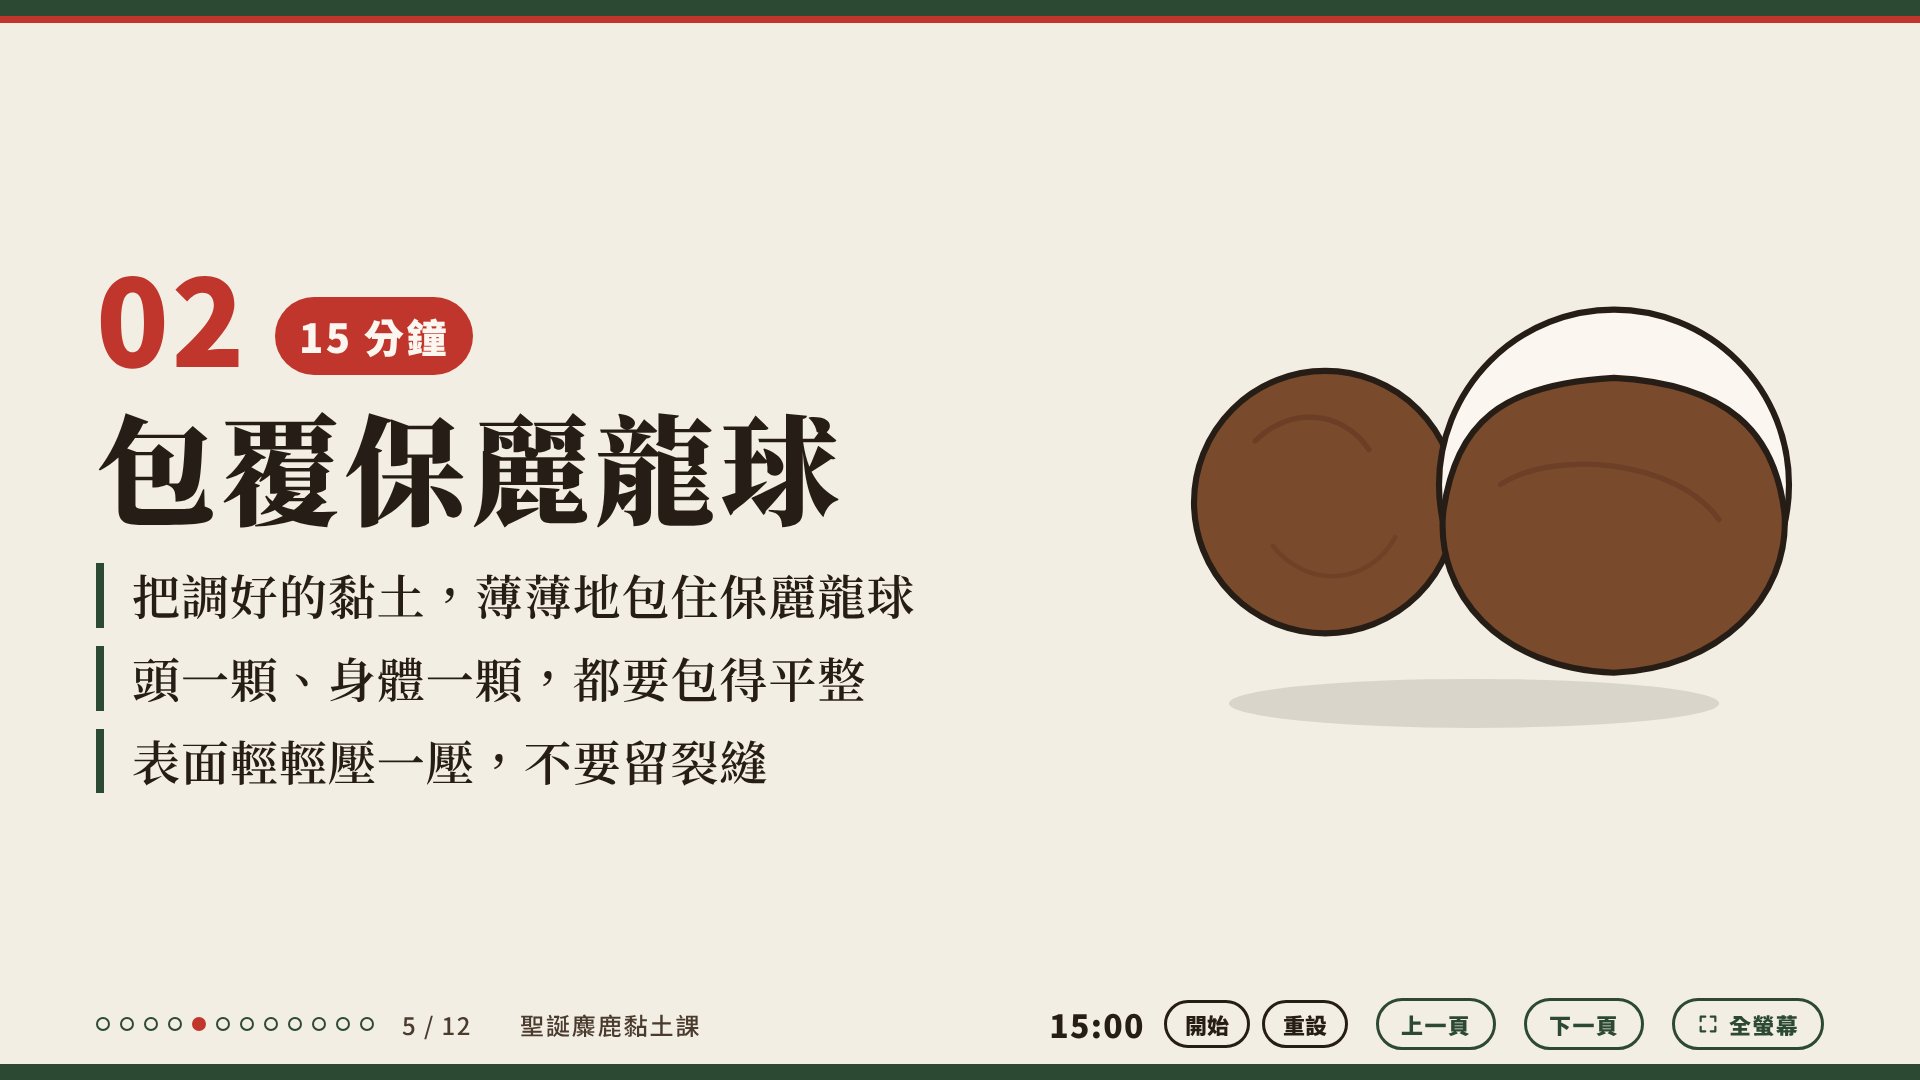 02
15 分鐘
包覆保麗龍球
把調好的黏土，薄薄地包住保麗龍球
頭一顆、身體一顆，都要包得平整
表面輕輕壓一壓，不要留裂縫
5 / 12
聖誕麋鹿黏土課
15:00
開始
重設
上一頁
下一頁
全螢幕